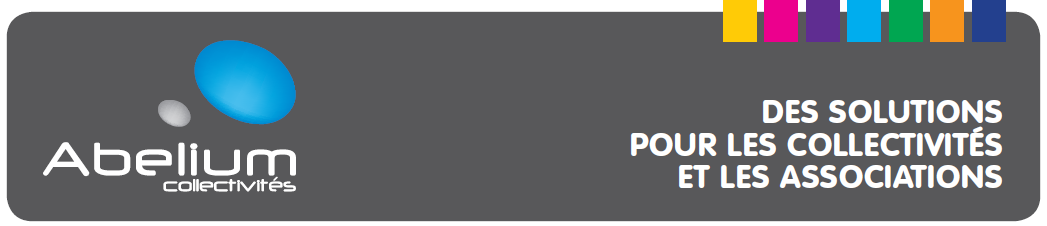 Abelium
collectivités
DES SOLUTIONS
POUR LES COLLECTIVITÉS
ET LES ASSOCIATIONS